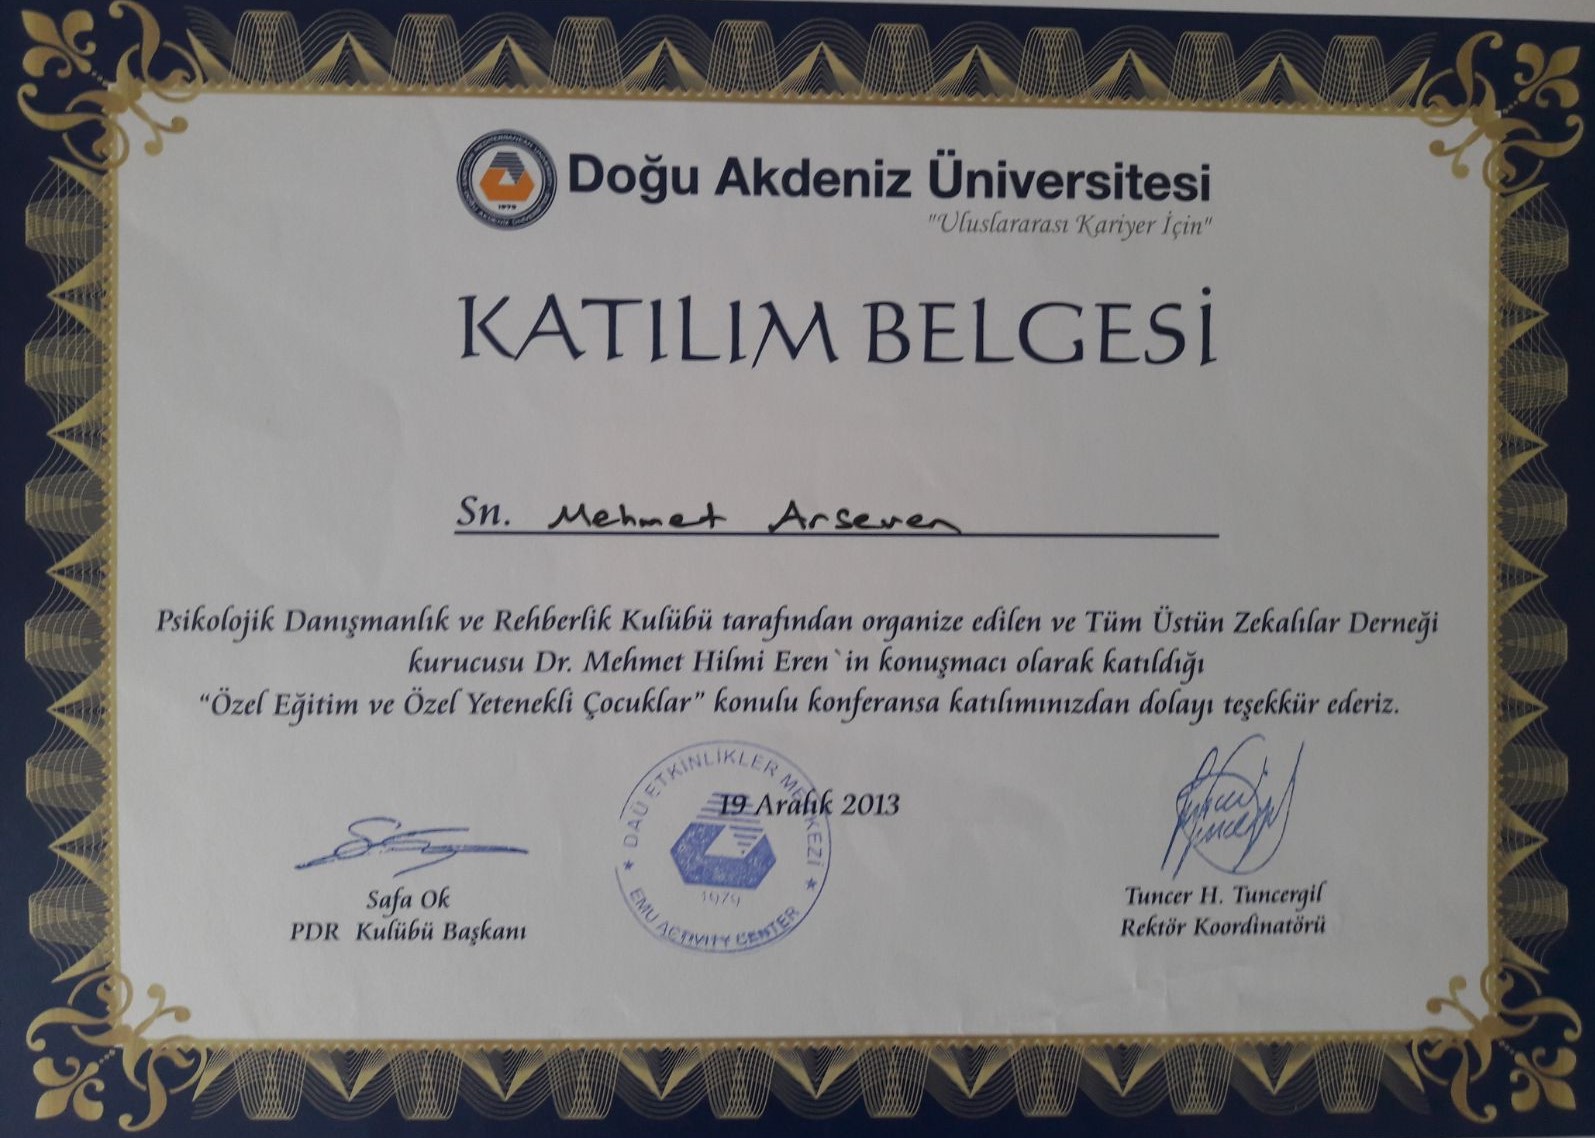 Doğu Akdeniz Üniversitesi
"Uluslararası Kariyer İçin"
KATILIM BELGESİ
Sn. Mehmet Arseven
Psikolojik Danışmanlık ve Rehberlik Kulübü tarafından organize edilen ve Tüm Üstün Zekalılar Derneği
kurucusu Dr. Mehmet Hilmi Eren`in konuşmacı olarak katıldığı
“Özel Eğitim ve Özel Yetenekli Çocuklar” konulu konferansa katılımınızdan dolayı teşekkür ederiz.
19 Aralık 2013
DAÜ ETKİNLİKLER MERKEZİ
1979
EMU ACTIVITY CENTER
Safa Ok
PDR Kulübü Başkanı
Tuncer H. Tuncergil
Rektör Koordinatörü